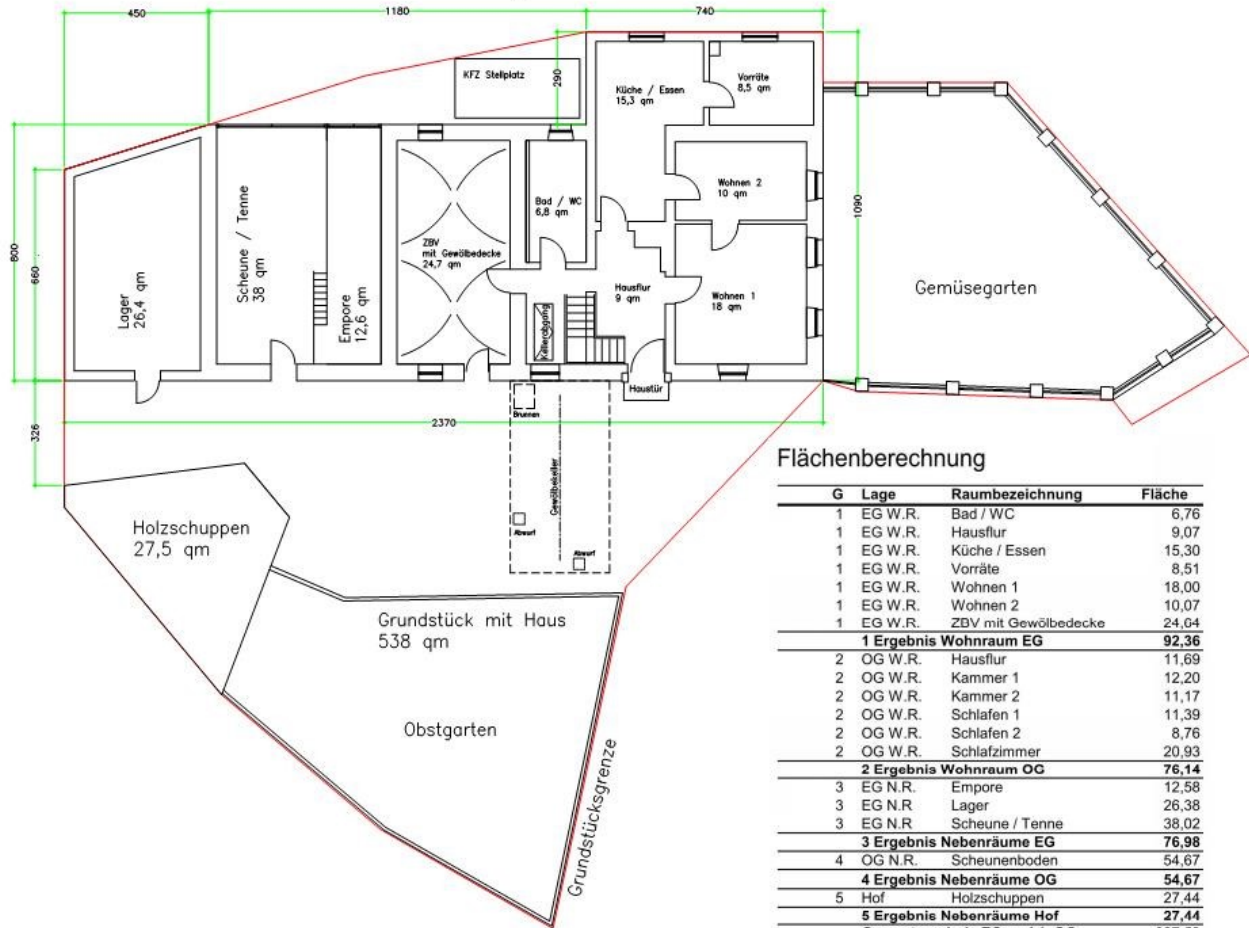 450
1180
740
KFZ Stellplatz
290
Küche / Essen
15,3 qm
Vorräte
8,5 qm
800
660
Lager
26,4 qm
Scheune / Tenne
38 qm
Empore
12,6 qm
ZBV
mit Gewölbedecke
24,7 qm
Bad / WC
6,8 qm
Wohnen 2
10 qm
1090
Hausflur
9 qm
Wohnen 1
18 qm
Gemüsegarten
Kellerabgang
Haustür
Brunnen
2370
326
Gewölbekeller
Abwurf
Abwurf
Holzschuppen
27,5 qm
Grundstück mit Haus
538 qm
Obstgarten
Grundstücksgrenze
Flächenberechnung
G Lage Raumbezeichnung Fläche
1 EG W.R. Bad / WC 6,76
1 EG W.R. Hausflur 9,07
1 EG W.R. Küche / Essen 15,30
1 EG W.R. Vorräte 8,51
1 EG W.R. Wohnen 1 18,00
1 EG W.R. Wohnen 2 10,07
1 EG W.R. ZBV mit Gewölbedecke 24,64
1 Ergebnis Wohnraum EG 92,36
2 OG W.R. Hausflur 11,69
2 OG W.R. Kammer 1 12,20
2 OG W.R. Kammer 2 11,17
2 OG W.R. Schlafen 1 11,39
2 OG W.R. Schlafen 2 8,76
2 OG W.R. Schlafzimmer 20,93
2 Ergebnis Wohnraum OG 76,14
3 EG N.R. Empore 12,58
3 EG N.R Lager 26,38
3 EG N.R Scheune / Tenne 38,02
3 Ergebnis Nebenräume EG 76,98
4 OG N.R. Scheunenboden 54,67
4 Ergebnis Nebenräume OG 54,67
5 Hof Holzschuppen 27,44
5 Ergebnis Nebenräume Hof 27,44